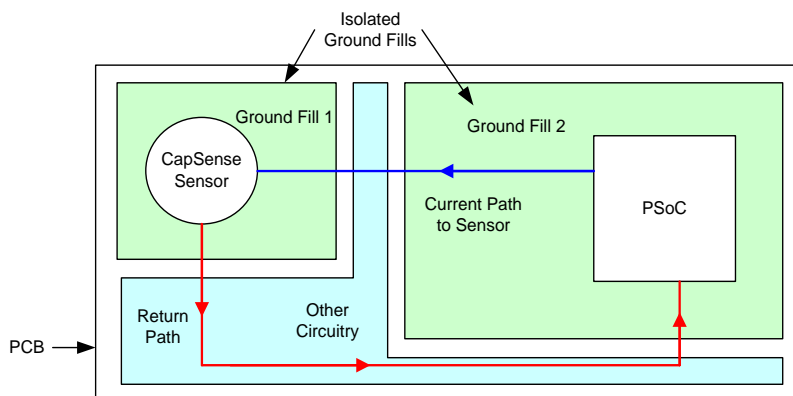 Isolated
Ground Fills
Ground Fill 1
Ground Fill 2
CapSense
Sensor
Current Path
to Sensor
PSoC
Return
Path
Other
Circuitry
PCB